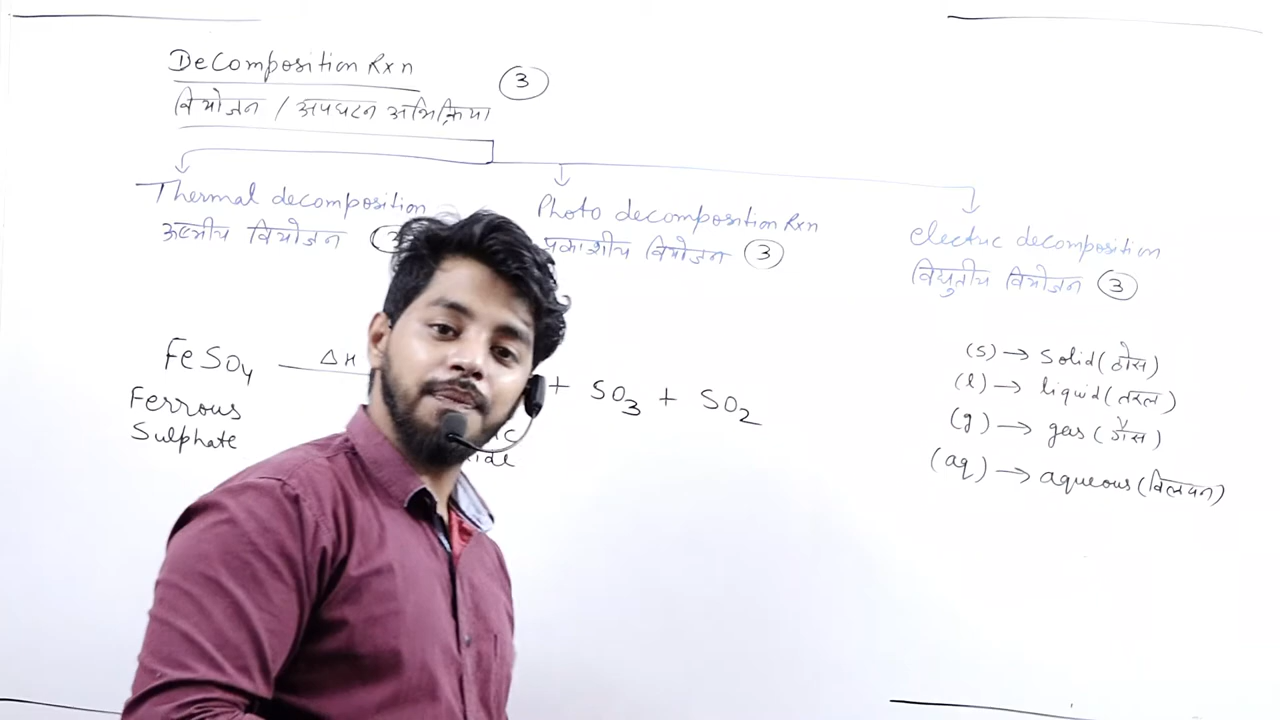 Decomposition Rxn
वियोजन / अपघटन अभिक्रिया
3
Thermal decomposition
ऊष्मीय वियोजन
Photo decomposition Rxn
प्रकाशीय वियोजन 3
electric decomposition
विद्युतीय वियोजन 3
FeSO4 ΔH + SO3 + SO2
Ferrous
Sulphate
(s) → Solid (ठोस)
(l) → liquid (तरल)
(g) → gas (गैस)
(aq) → aqueous (विलयन)